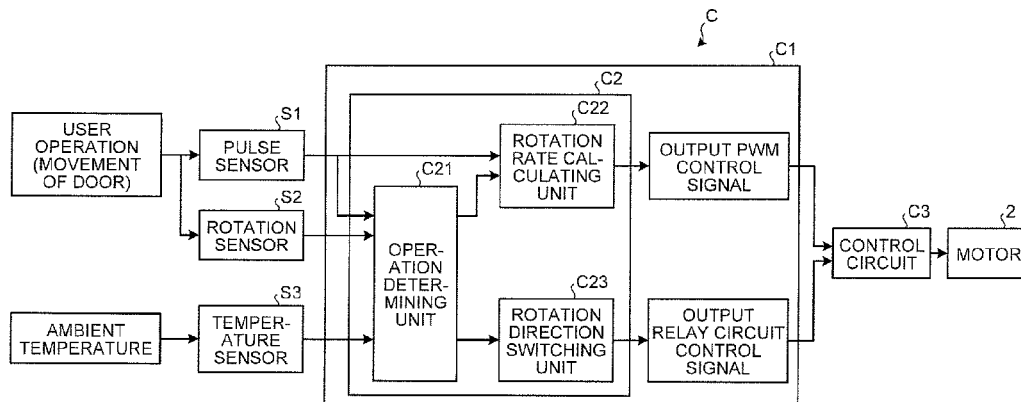 C
C1
C2
USER
OPERATION
(MOVEMENT
OF DOOR)
S1
PULSE
SENSOR
C22
ROTATION
RATE CAL-
CULATING
UNIT
OUTPUT PWM
CONTROL
SIGNAL
C21
OPER-
ATION
DETER-
MINING
UNIT
S2
ROTATION
SENSOR
C3
CONTROL
CIRCUIT
2
MOTOR
S3
TEMPER-
ATURE
SENSOR
AMBIENT
TEMPERATURE
C23
ROTATION
DIRECTION
SWITCHING
UNIT
OUTPUT
RELAY CIRCUIT
CONTROL
SIGNAL